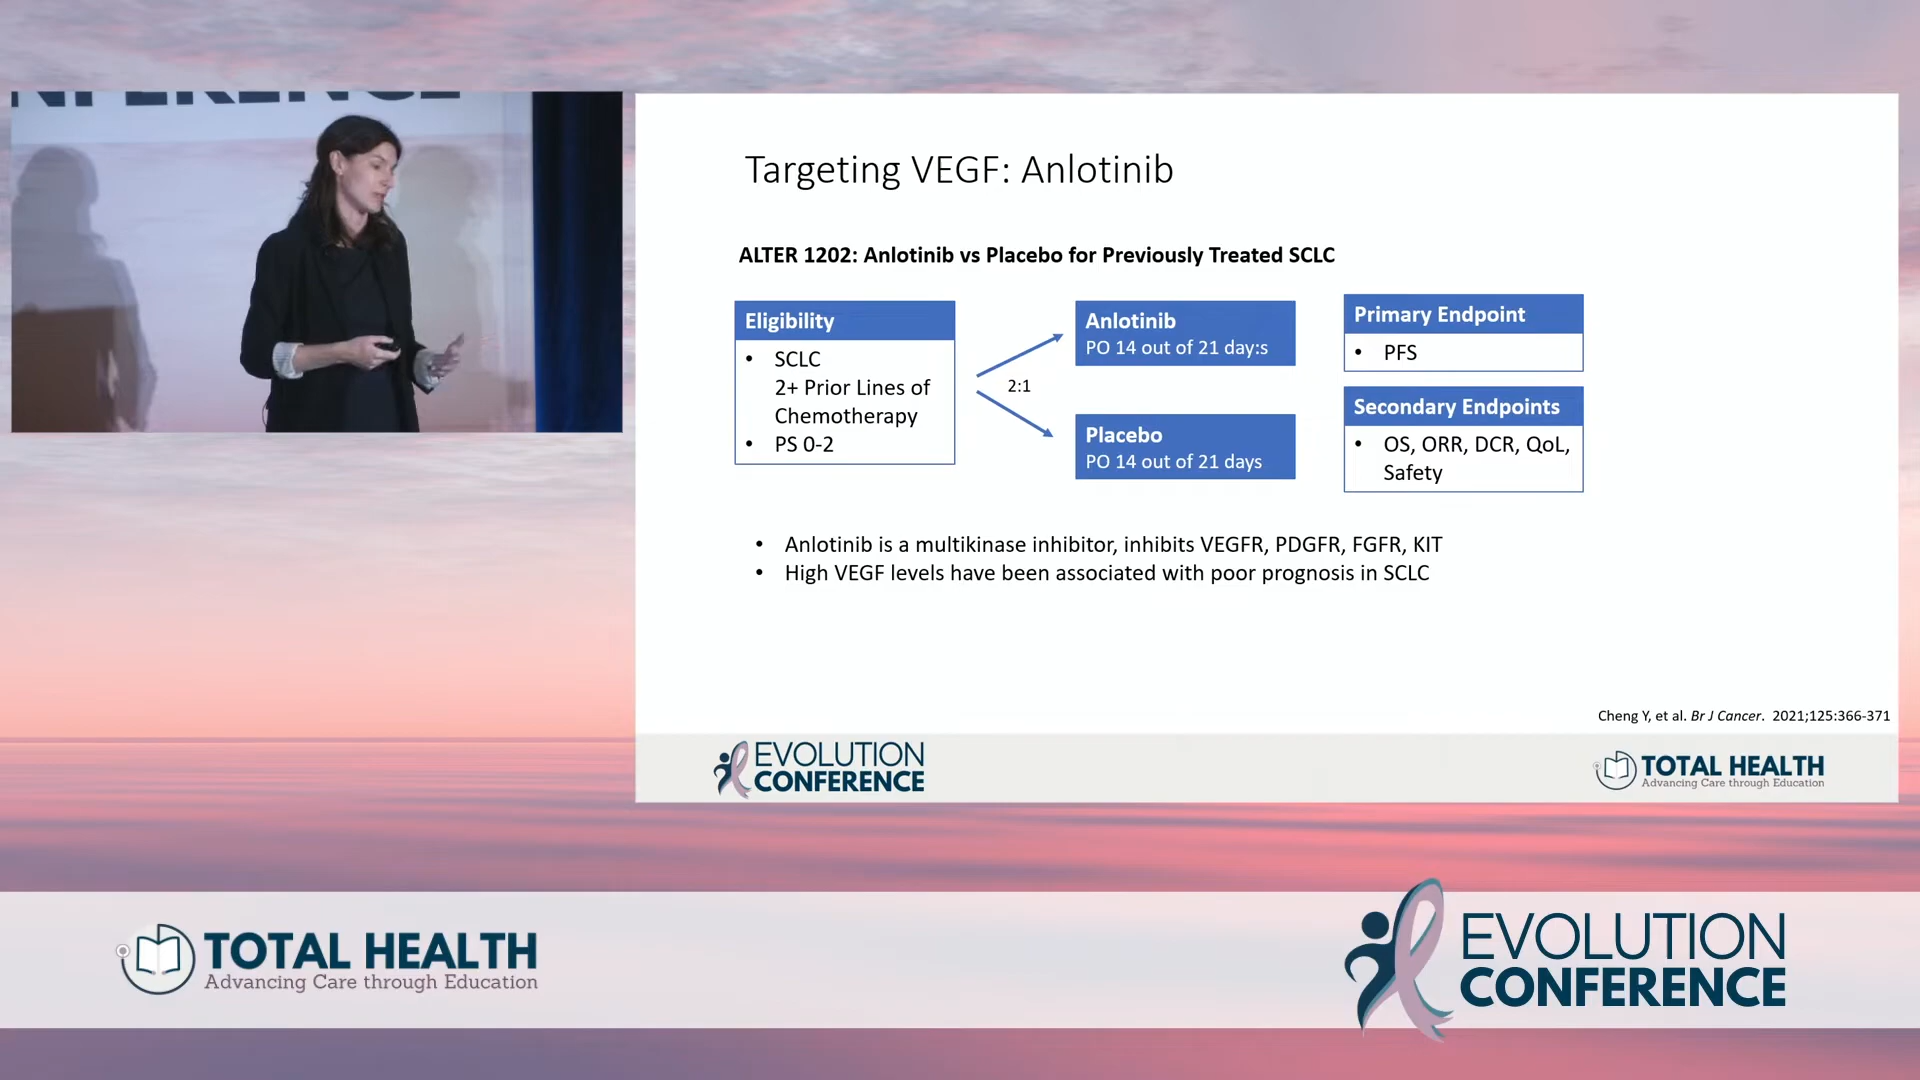 NFERENCE
Targeting VEGF: Anlotinib
ALTER 1202: Anlotinib vs Placebo for Previously Treated SCLC
Eligibility
• SCLC
2+ Prior Lines of
Chemotherapy
• PS 0-2
2:1
Anlotinib
PO 14 out of 21 day:s
Placebo
PO 14 out of 21 days
Primary Endpoint
• PFS
Secondary Endpoints
• OS, ORR, DCR, QoL,
Safety
• Anlotinib is a multikinase inhibitor, inhibits VEGFR, PDGFR, FGFR, KIT
• High VEGF levels have been associated with poor prognosis in SCLC
Cheng Y, et al. Br J Cancer. 2021;125:366-371
EVOLUTION
CONFERENCE
TOTAL HEALTH
Advancing Care through Education
TOTAL HEALTH
Advancing Care through Education
EVOLUTION
CONFERENCE